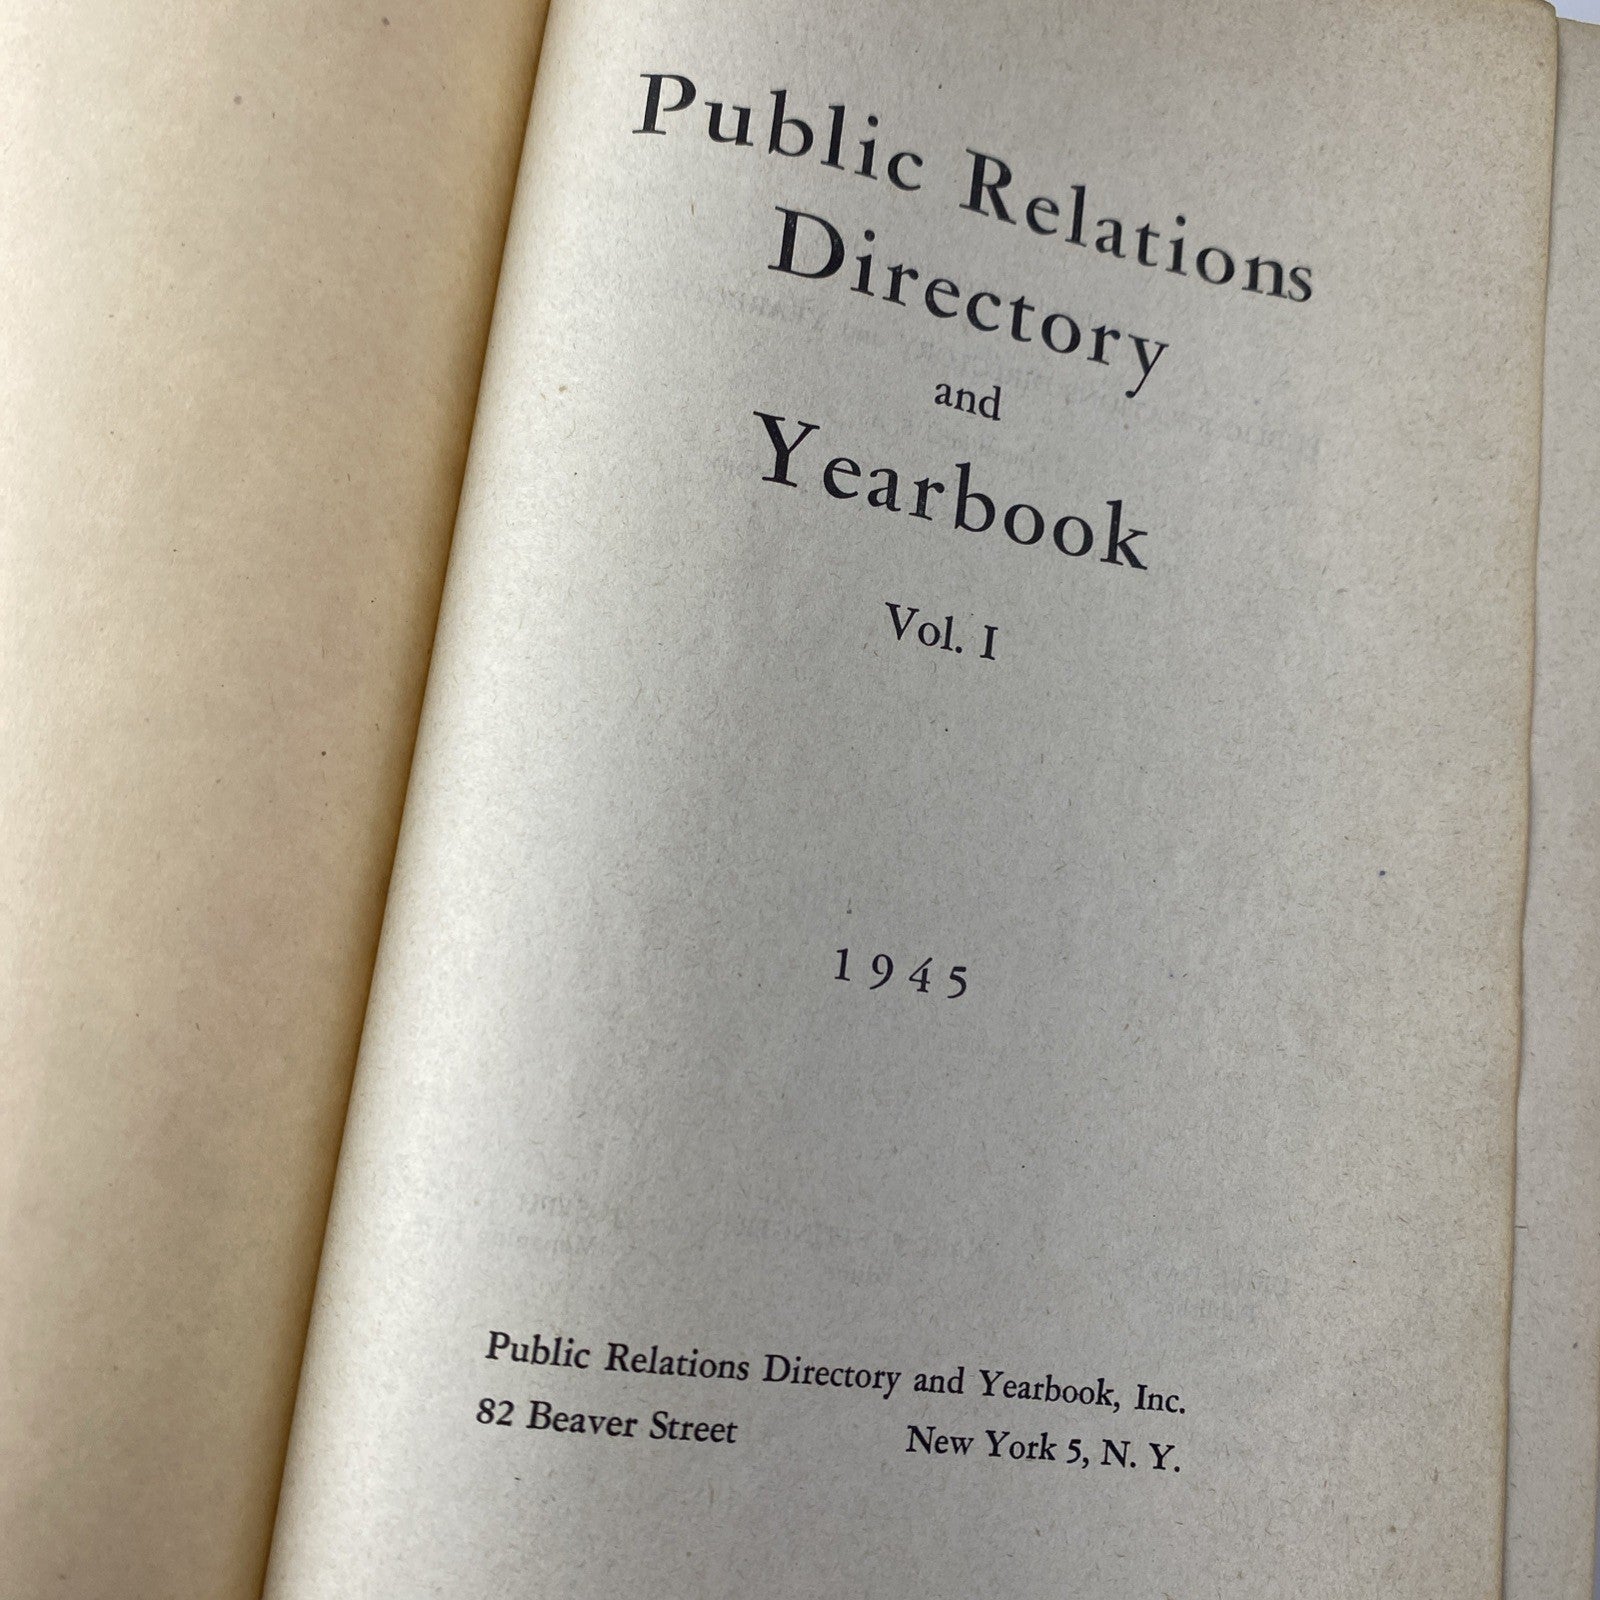 Public Relations
Directory
and
Yearbook
Vol. I
1945
Public Relations Directory and Yearbook, Inc.
82 Beaver Street New York 5, N. Y.